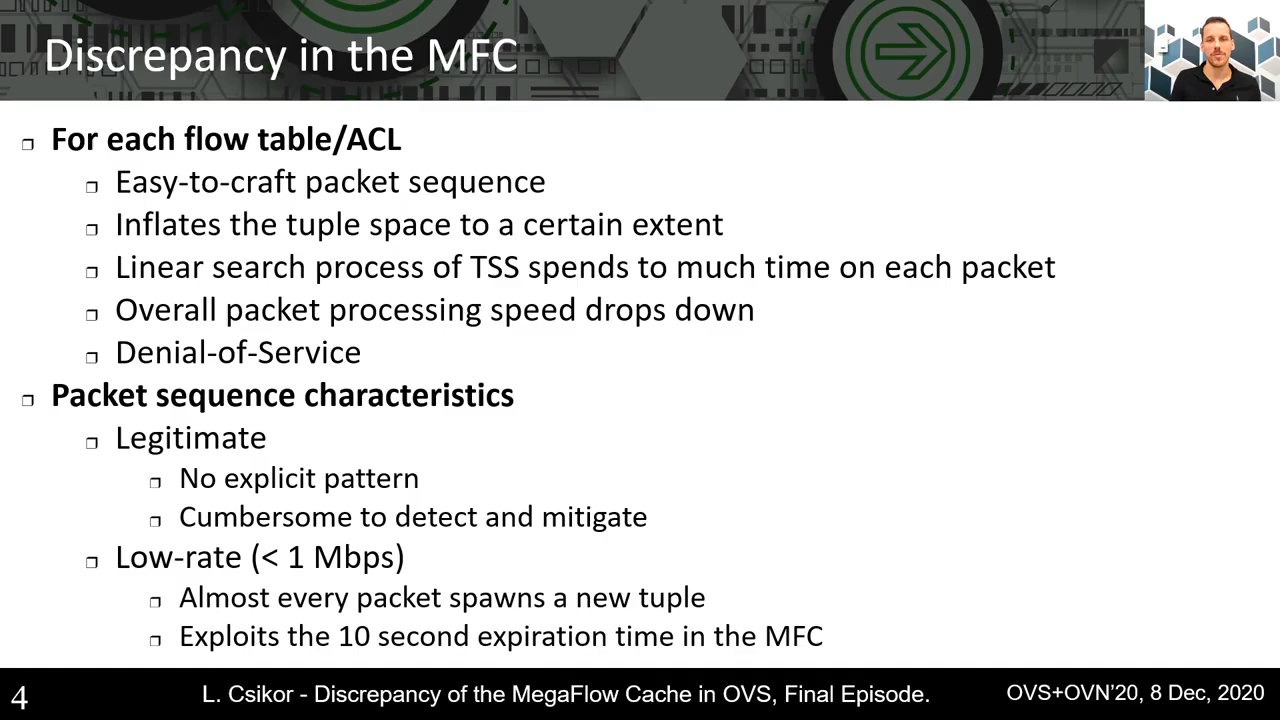 Discrepancy in the MFC
For each flow table/ACL
Easy-to-craft packet sequence
Inflates the tuple space to a certain extent
Linear search process of TSS spends to much time on each packet
Overall packet processing speed drops down
Denial-of-Service
Packet sequence characteristics
Legitimate
No explicit pattern
Cumbersome to detect and mitigate
Low-rate (< 1 Mbps)
Almost every packet spawns a new tuple
Exploits the 10 second expiration time in the MFC
4
L. Csikor - Discrepancy of the MegaFlow Cache in OVS, Final Episode.
OVS+OVN’20, 8 Dec, 2020